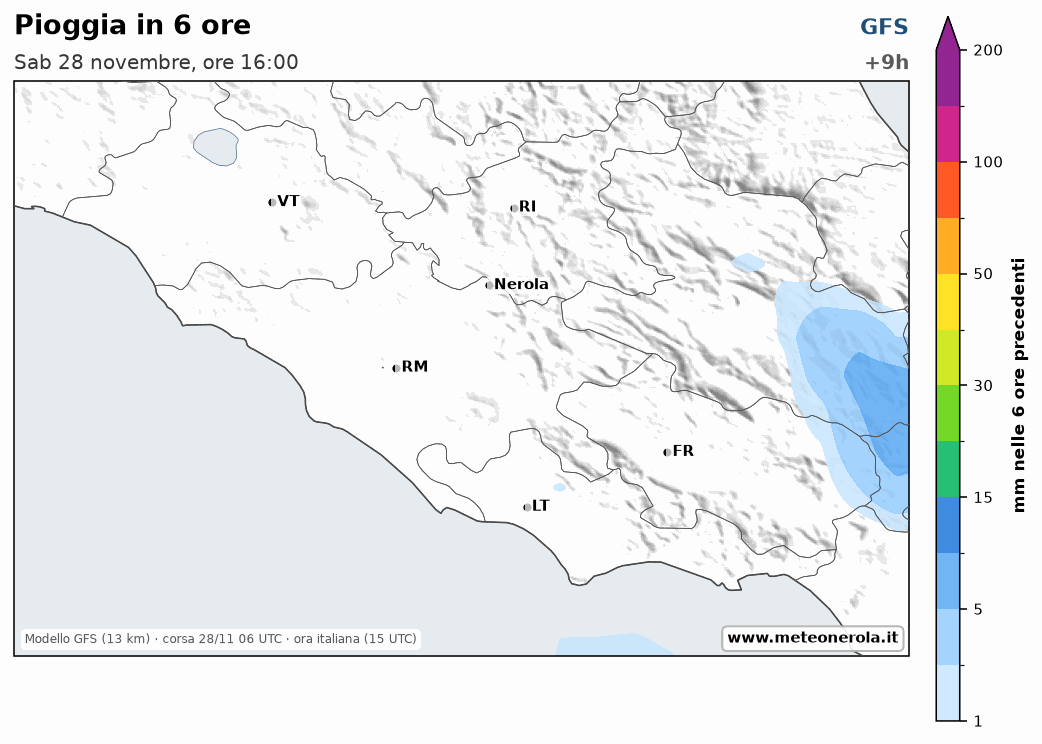 Pioggia in 6 ore
GFS
Sab 28 novembre, ore 16:00
+9h
200
100
50
30
15
5
1
mm nelle 6 ore precedenti
VT
RI
Nerola
RM
FR
LT
Modello GFS (13 km) · corsa 28/11 06 UTC · ora italiana (15 UTC)
www.meteonerola.it